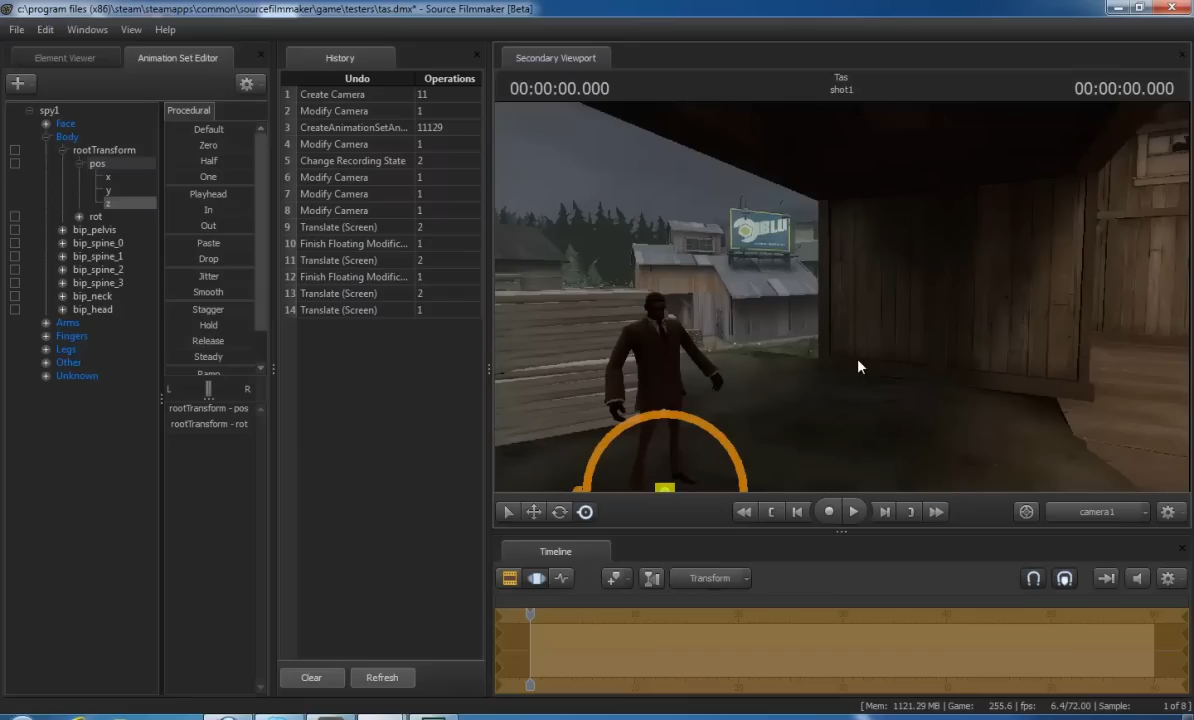 c:\program files (x86)\steam\steamapps\common\sourcefilmmaker\game\testers\tas.dmx* - Source Filmmaker [Beta]
File Edit Windows View Help
Element Viewer Animation Set Editor
spy1
Face
Body
rootTransform
pos
x
y
z
rot
bip_pelvis
bip_spine_0
bip_spine_1
bip_spine_2
bip_spine_3
bip_neck
bip_head
Arms
Fingers
Legs
Other
Unknown
Procedural
Default
Zero
Half
One
Playhead
In
Out
Paste
Drop
Jitter
Smooth
Stagger
Hold
Release
Steady
Ramp
L R
rootTransform - pos
rootTransform - rot
History
Undo Operations
1 Create Camera 11
2 Modify Camera 1
3 CreateAnimationSetAn... 11129
4 Modify Camera 1
5 Change Recording State 2
6 Modify Camera 1
7 Modify Camera 1
8 Modify Camera 1
9 Translate (Screen) 2
10 Finish Floating Modific... 1
11 Translate (Screen) 2
12 Finish Floating Modific... 1
13 Translate (Screen) 2
14 Translate (Screen) 1
Clear Refresh
Secondary Viewport
00:00:00.000 Tas 00:00:00.000
shot1
BLU
camera1
Timeline
Transform
[ Mem: 1121.29 MB | Game: 255.6 | fps: 6.4/72.00 | Sample: 1 of 8 ]